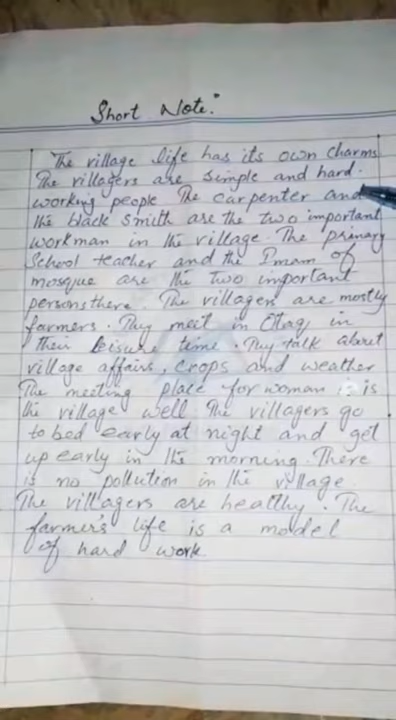 Short Note:
The village life has its own charms
The villagers are simple and hard.
working people The carpenter and
the black smith are the two important
workman in the village. The primary
School teacher and the Imam of
mosque are the two important
persons there. The villagers are mostly
farmers. They meet in Otaq in
their leisure time. They talk about
village affairs, crops and weather
The meeting place for woman is is
the village well The villagers go
to bed early at night and get
up early in the morning. There
is no pollution in the village.
The villagers are healthy. The
farmer's life is a model
of hard work.